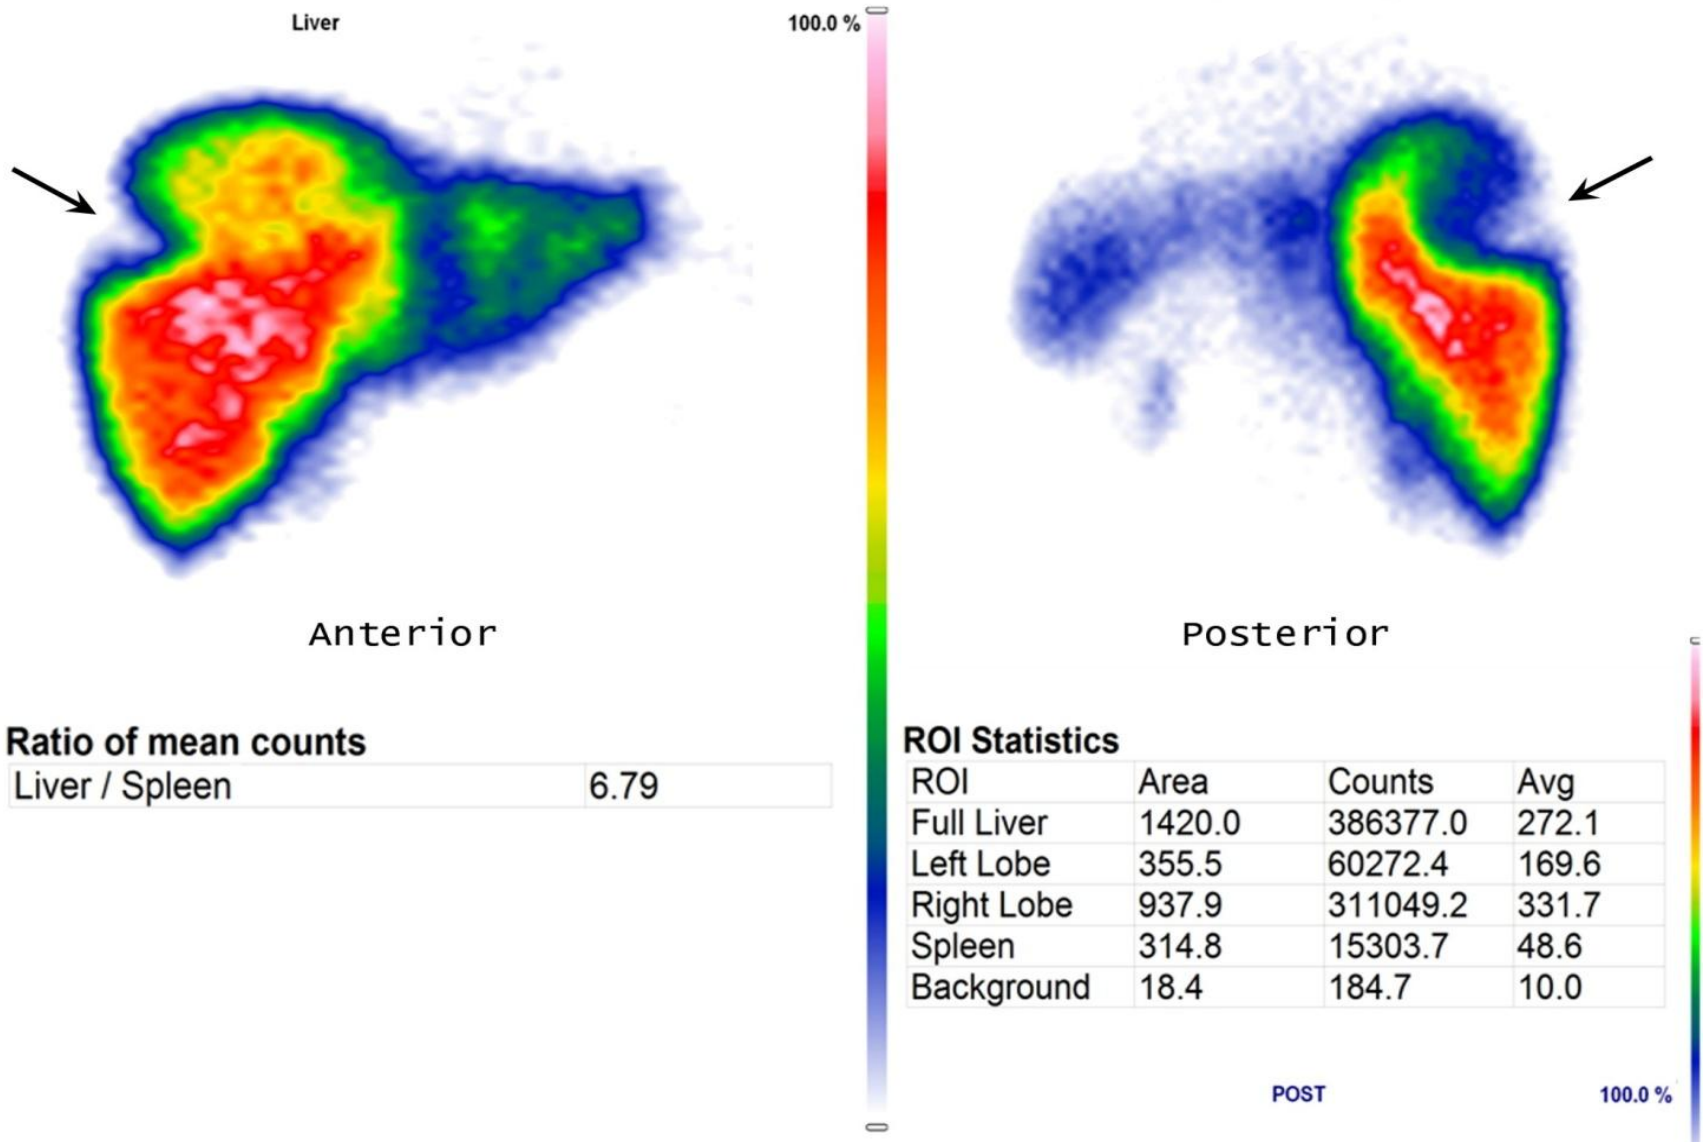 Liver
100.0 %
Anterior
Posterior
Ratio of mean counts
Liver / Spleen 6.79
ROI Statistics
ROI Area Counts Avg
Full Liver 1420.0 386377.0 272.1
Left Lobe 355.5 60272.4 169.6
Right Lobe 937.9 311049.2 331.7
Spleen 314.8 15303.7 48.6
Background 18.4 184.7 10.0
POST 100.0 %